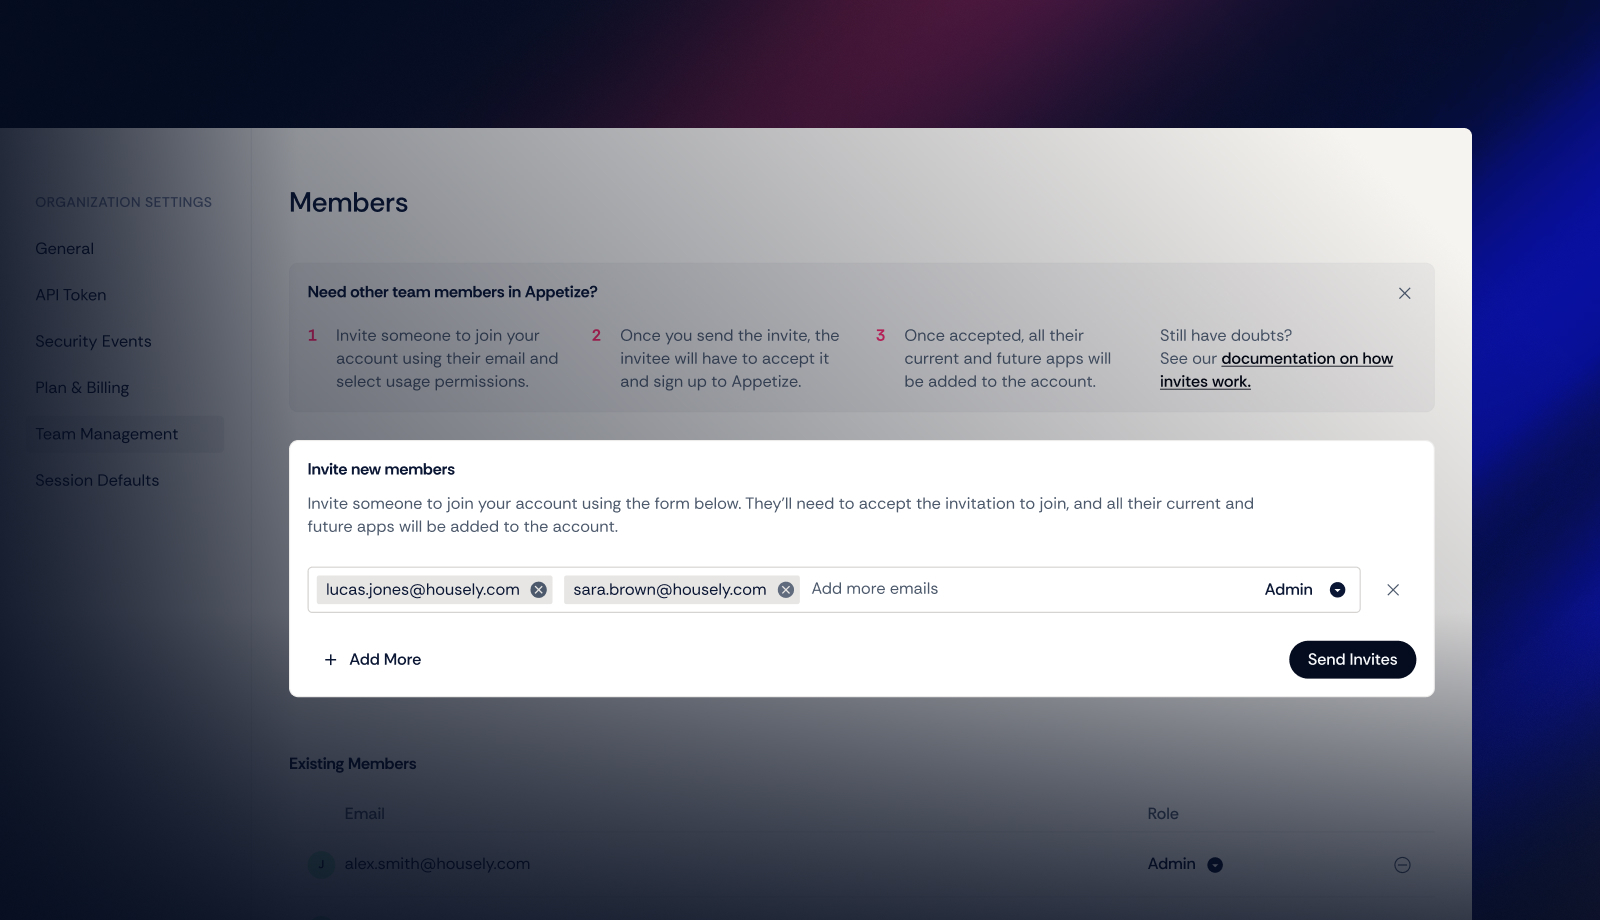 ORGANIZATION SETTINGS
General
API Token
Security Events
Plan & Billing
Team Management
Session Defaults
Members
Need other team members in Appetize?
1 Invite someone to join your
account using their email and
select usage permissions.
2 Once you send the invite, the
invitee will have to accept it
and sign up to Appetize.
3 Once accepted, all their
current and future apps will
be added to the account.
Still have doubts?
See our documentation on how
invites work.
Invite new members
Invite someone to join your account using the form below. They'll need to accept the invitation to join, and all their current and
future apps will be added to the account.
lucas.jones@housely.com sara.brown@housely.com Add more emails Admin
Add More Send Invites
Existing Members
Email Role
J alex.smith@housely.com Admin